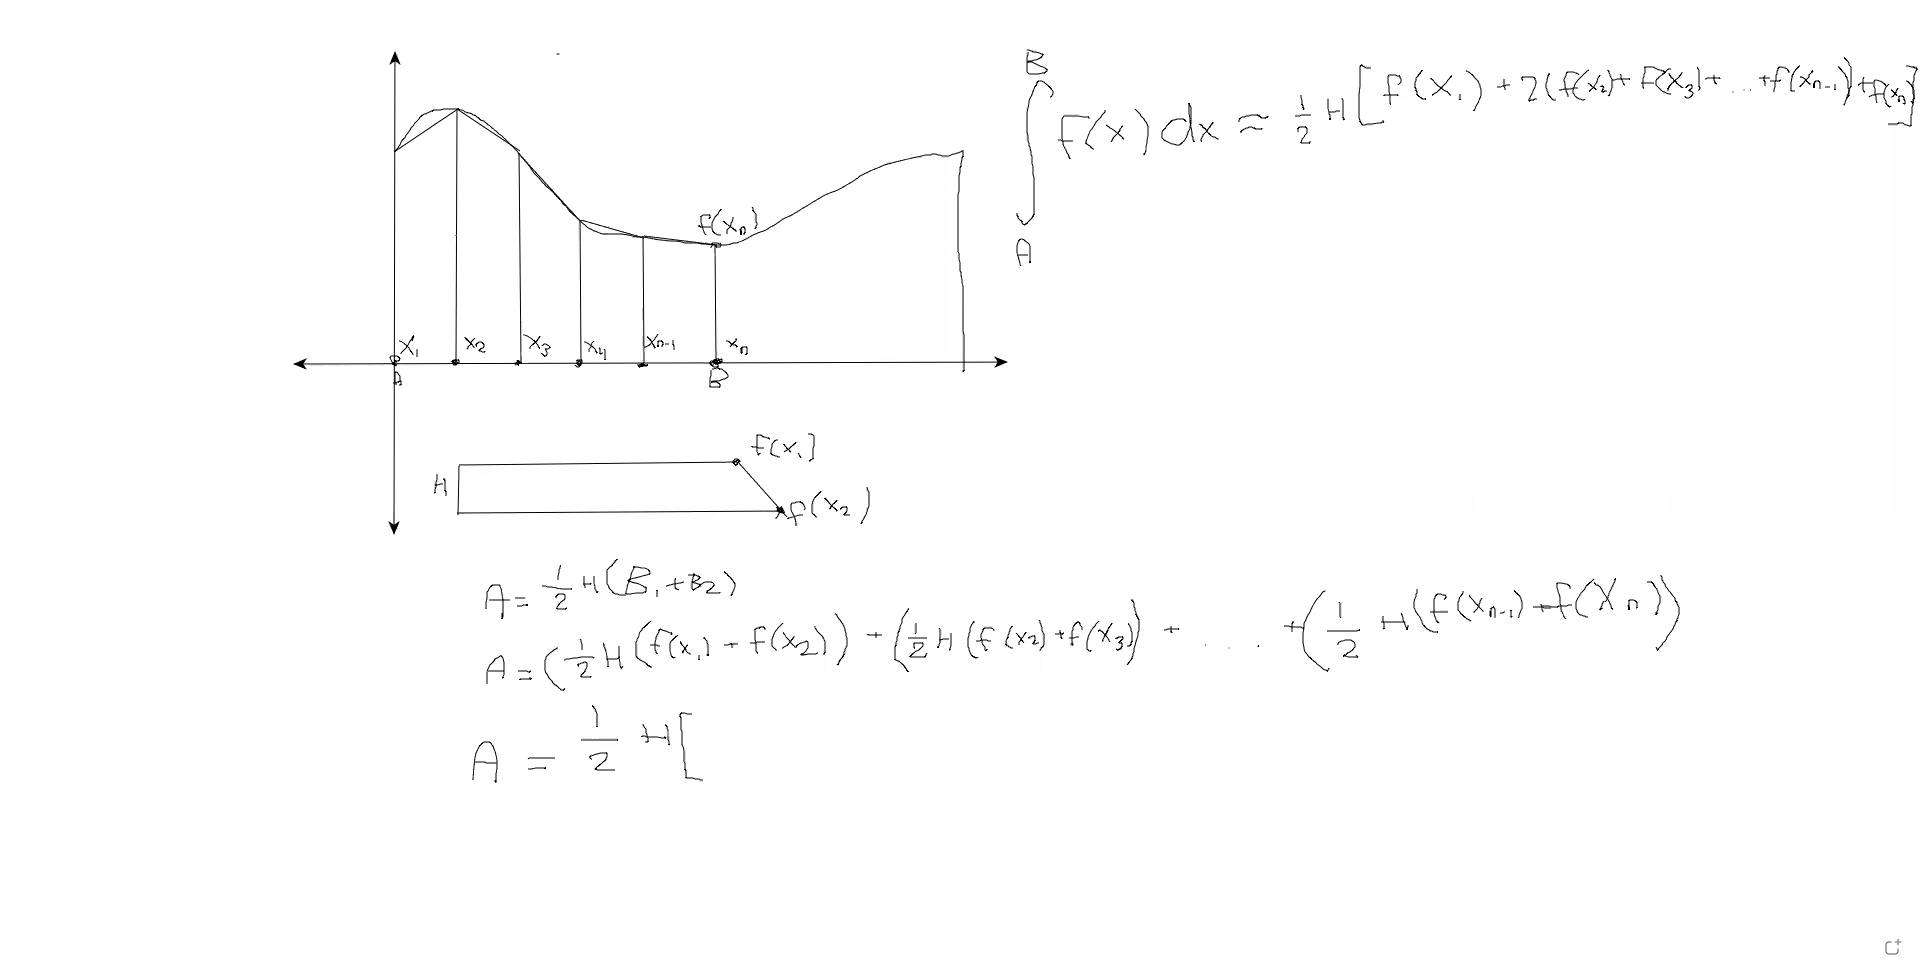 B
∫ F(x) dx ≈ 1/2 H[f(x₁) + 2(f(x₂) + F(x₃) + ... + f(xₙ₋₁)) + f(xₙ)]
A
f(xₙ)
x₁ x₂ x₃ x₄ xₙ₋₁ xₙ
A B
f(x₁)
H
f(x₂)
A = 1/2 H(B₁ + B2)
A = (1/2 H(f(x₁) + f(x₂)) + (1/2 H(f(x₂) + f(x₃)) + .... + (1/2 H(f(xₙ₋₁) + f(xₙ))
A = 1/2 H[